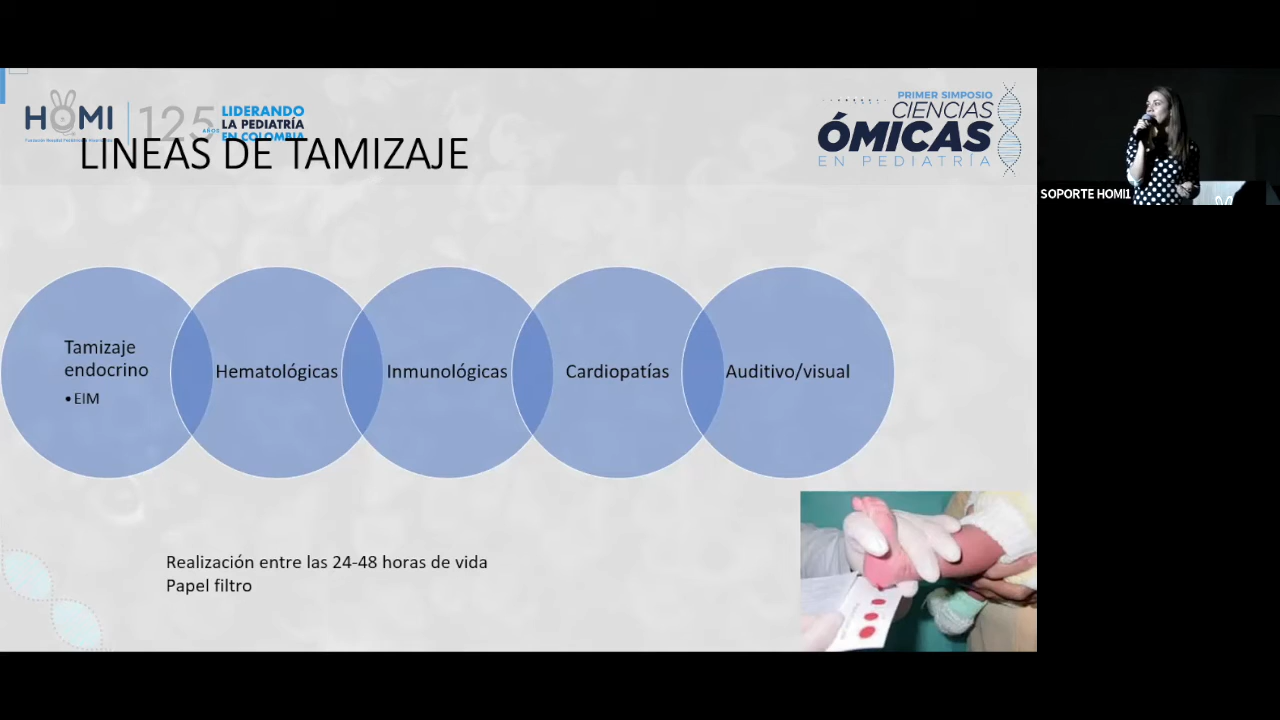 HOMI
125 AÑOS
LIDERANDO
LA PEDIATRÍA
EN COLOMBIA
PRIMER SIMPOSIO
CIENCIAS
ÓMICAS
EN PEDIATRÍA
LINEAS DE TAMIZAJE
SOPORTE HOMI1
Tamizaje
endocrino
• EIM
Hematológicas
Inmunológicas
Cardiopatías
Auditivo/visual
Realización entre las 24-48 horas de vida
Papel filtro